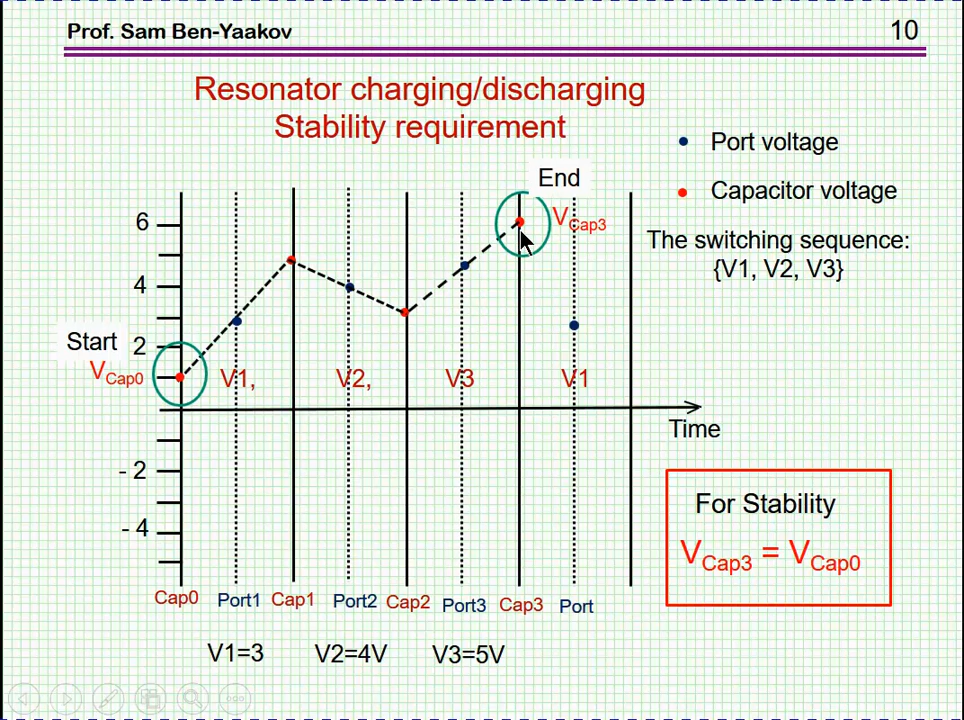 Prof. Sam Ben-Yaakov
10
Resonator charging/discharging
Stability requirement
Port voltage
Capacitor voltage
The switching sequence:
{V1, V2, V3}
End
VCap3
6
4
2
- 2
- 4
Start
VCap0
V1,
V2,
V3
V1
Time
For Stability
VCap3 = VCap0
Cap0
Port1
Cap1
Port2
Cap2
Port3
Cap3
Port
V1=3
V2=4V
V3=5V